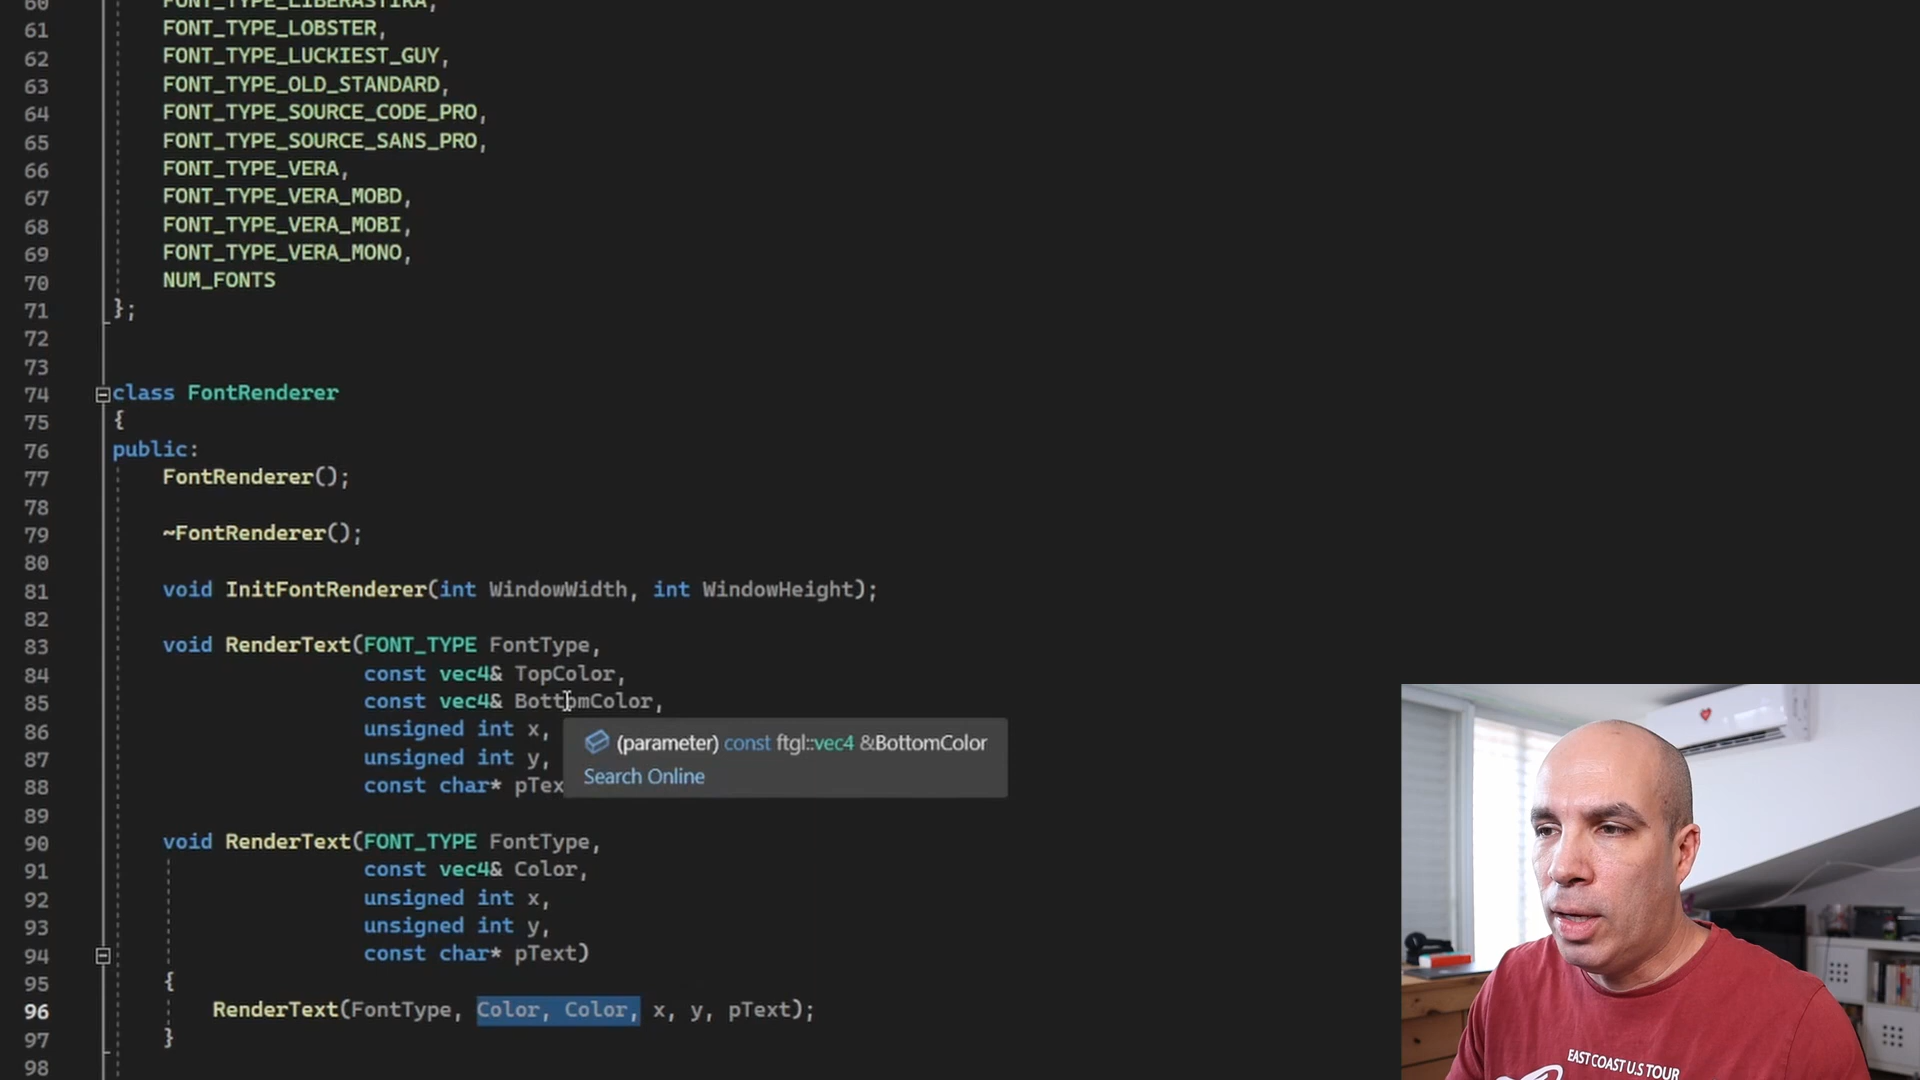 60 FONT_TYPE_LIBERASTIKA,
61 FONT_TYPE_LOBSTER,
62 FONT_TYPE_LUCKIEST_GUY,
63 FONT_TYPE_OLD_STANDARD,
64 FONT_TYPE_SOURCE_CODE_PRO,
65 FONT_TYPE_SOURCE_SANS_PRO,
66 FONT_TYPE_VERA,
67 FONT_TYPE_VERA_MOBD,
68 FONT_TYPE_VERA_MOBI,
69 FONT_TYPE_VERA_MONO,
70 NUM_FONTS
71 };
72
73
74 class FontRenderer
75 {
76 public:
77 FontRenderer();
78
79 ~FontRenderer();
80
81 void InitFontRenderer(int WindowWidth, int WindowHeight);
82
83 void RenderText(FONT_TYPE FontType,
84 const vec4& TopColor,
85 const vec4& BottomColor,
86 unsigned int x,
87 unsigned int y,
88 const char* pTex
(parameter) const ftgl::vec4 &BottomColor
Search Online
89
90 void RenderText(FONT_TYPE FontType,
91 const vec4& Color,
92 unsigned int x,
93 unsigned int y,
94 const char* pText)
95 {
96 RenderText(FontType, Color, Color, x, y, pText);
97 }
98
EAST COAST U.S TOUR